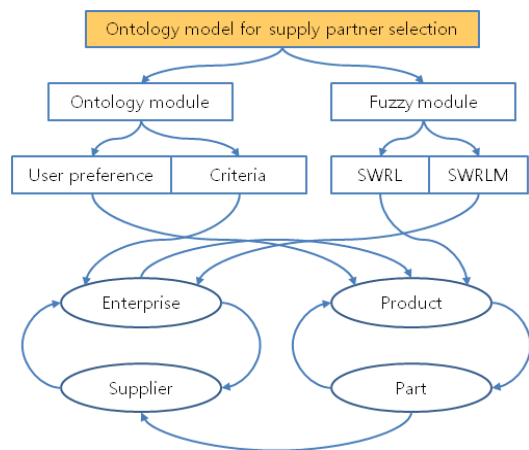 Ontology model for supply partner selection
Ontology module
Fuzzy module
User preference
Criteria
SWRL
SWRLM
Enterprise
Product
Supplier
Part